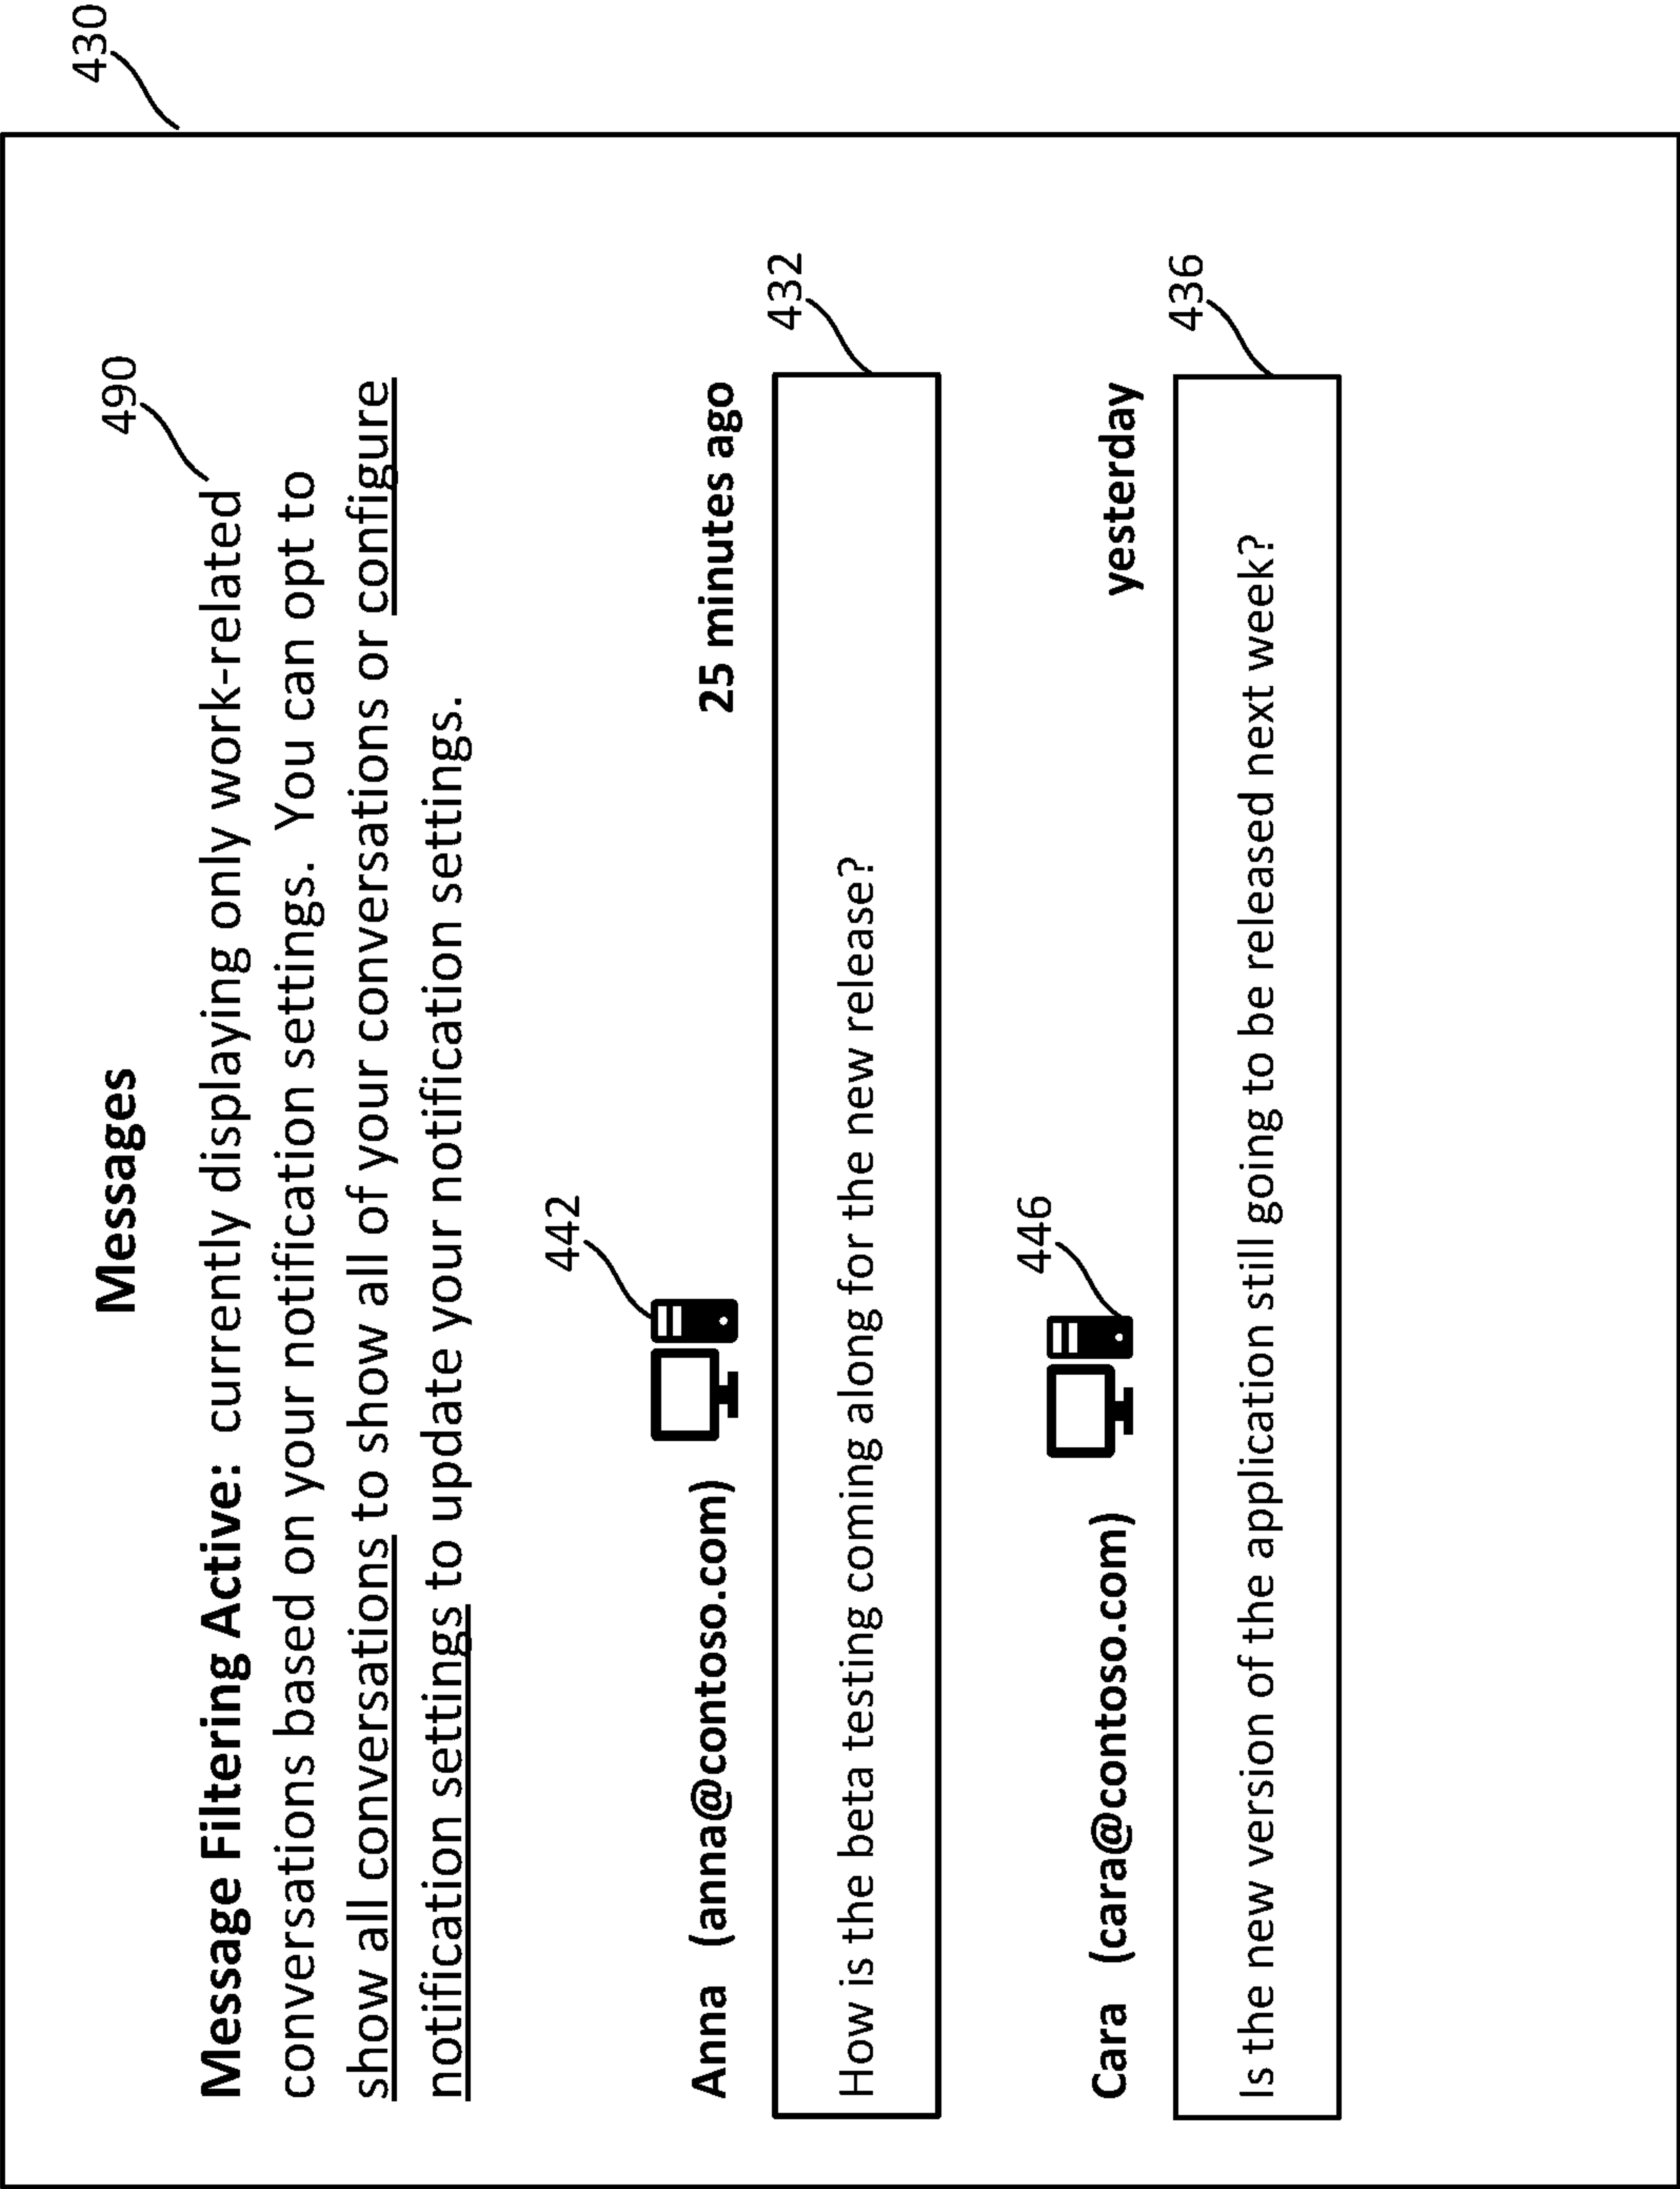 430
Messages
490
Message Filtering Active: currently displaying only work-related
conversations based on your notification settings. You can opt to
show all conversations to show all of your conversations or configure
notification settings to update your notification settings.
442
Anna (anna@contoso.com) 25 minutes ago
432
How is the beta testing coming along for the new release?
446
Cara (cara@contoso.com) yesterday
436
Is the new version of the application still going to be released next week?